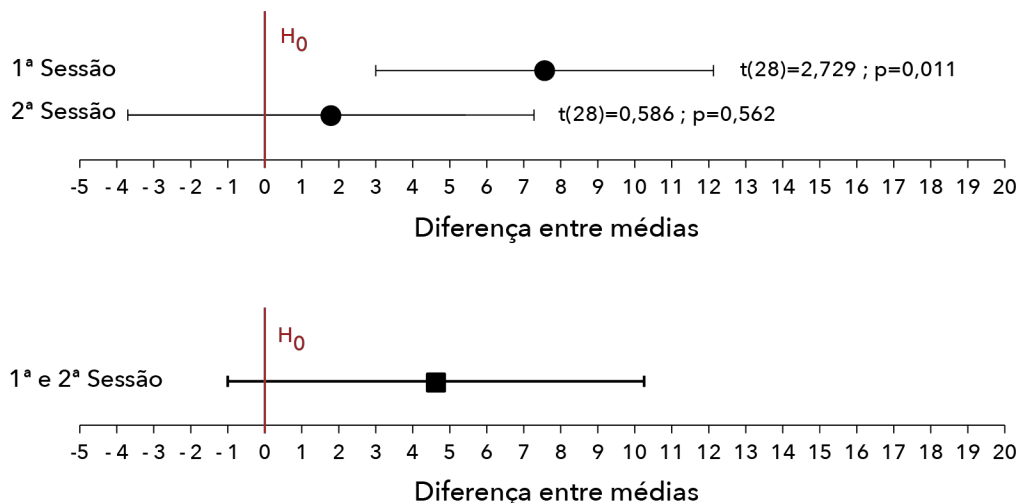 H0
1ª Sessão
t(28)=2,729 ; p=0,011
2ª Sessão
t(28)=0,586 ; p=0,562
-5 -4 -3 -2 -1 0 1 2 3 4 5 6 7 8 9 10 11 12 13 14 15 16 17 18 19 20
Diferença entre médias
H0
1ª e 2ª Sessão
-5 -4 -3 -2 -1 0 1 2 3 4 5 6 7 8 9 10 11 12 13 14 15 16 17 18 19 20
Diferença entre médias